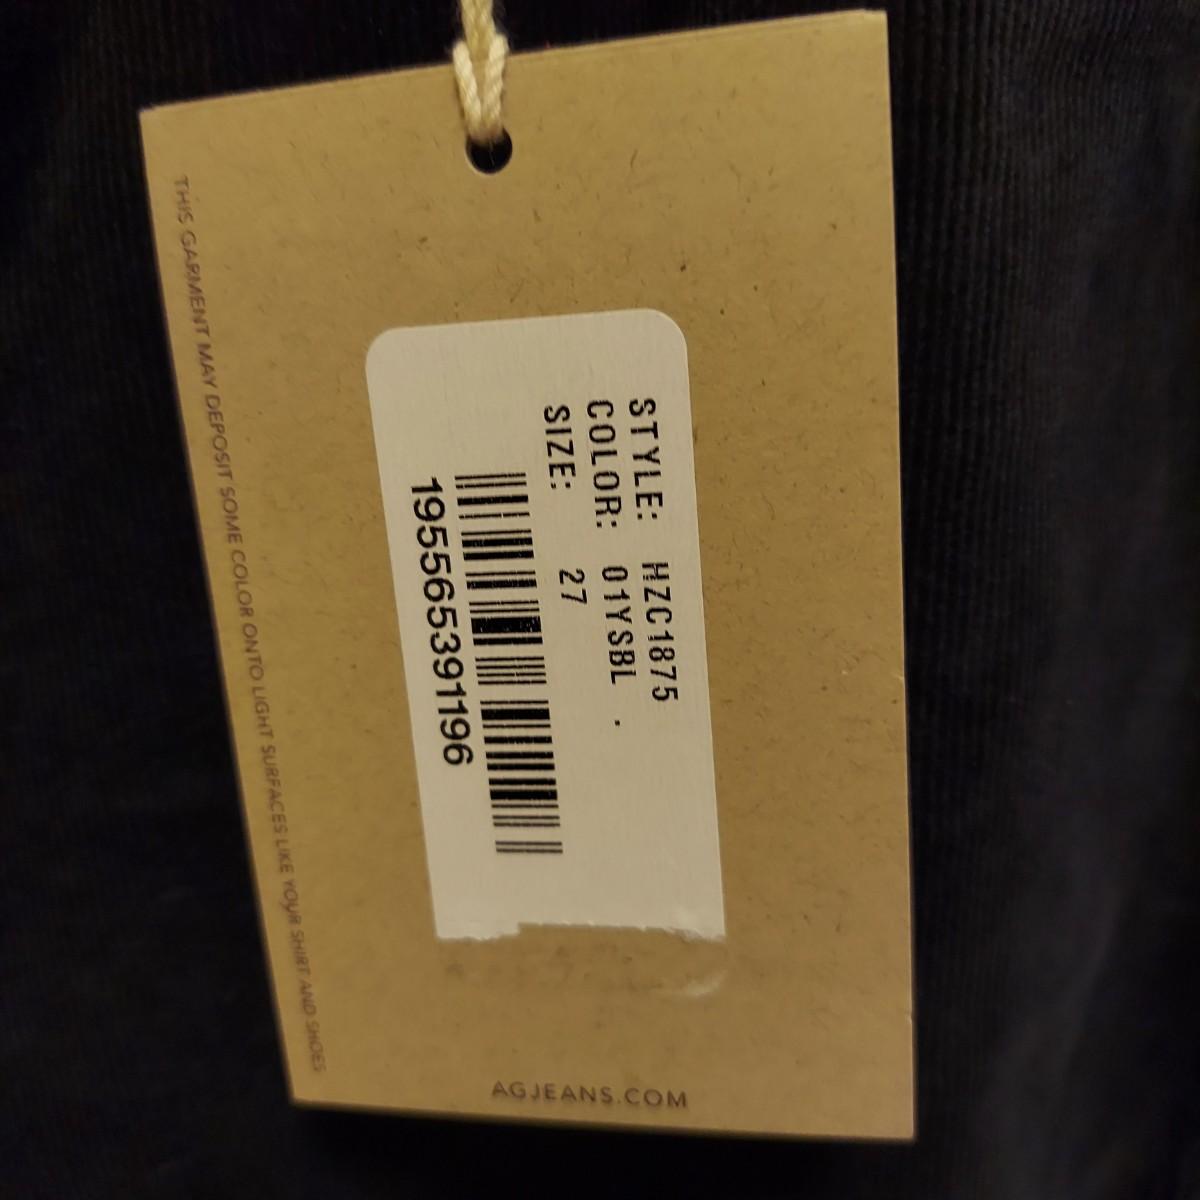 STYLE: HZC1875
COLOR: 01YSBL .
SIZE: 27
195565391196
THIS GARMENT MAY DEPOSIT SOME COLOR ONTO LIGHT SURFACES LIKE YOUR SHIRT AND SHOES
AGJEANS.COM